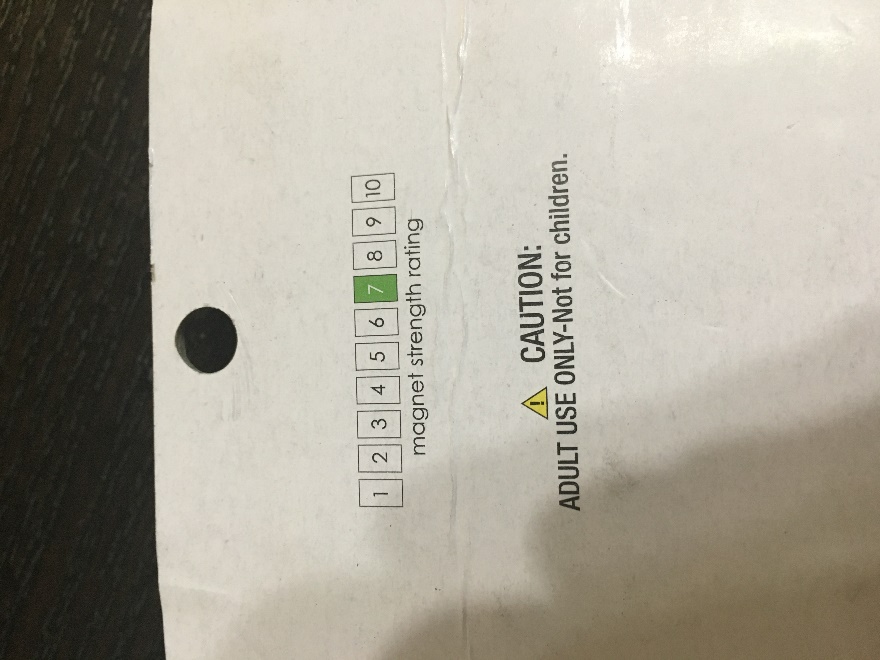 1 2 3 4 5 6 7 8 9 10
magnet strength rating
CAUTION:
ADULT USE ONLY-Not for children.